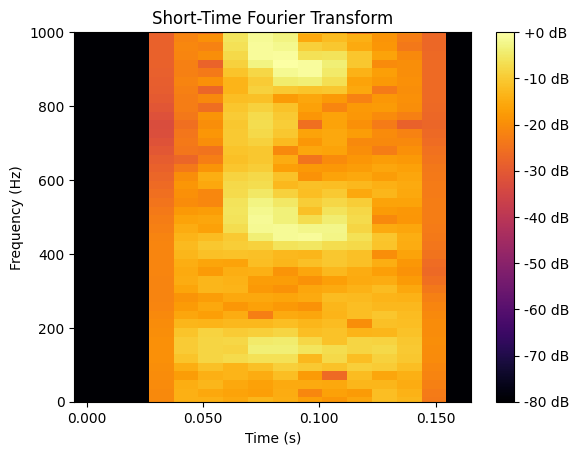 Short-Time Fourier Transform
Frequency (Hz)
1000
800
600
400
200
0
0.000
0.050
0.100
0.150
Time (s)
+0 dB
-10 dB
-20 dB
-30 dB
-40 dB
-50 dB
-60 dB
-70 dB
-80 dB